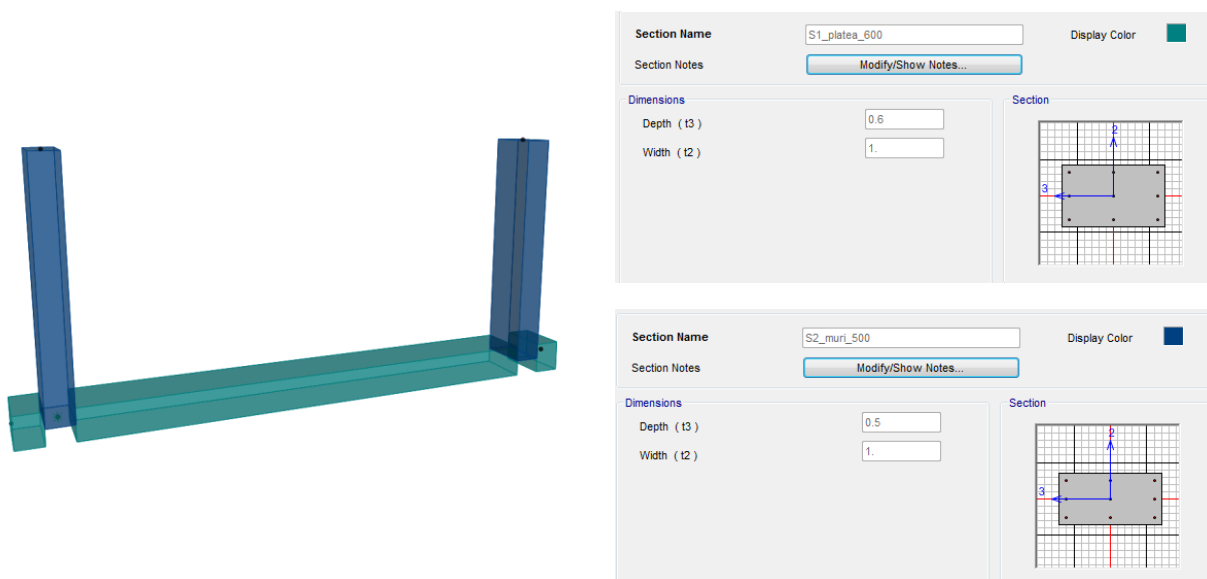 Section Name S1_platea_600 Display Color
Section Notes Modify/Show Notes...
Dimensions Section
Depth ( t3 ) 0.6
Width ( t2 ) 1.
2
3
Section Name S2_muri_500 Display Color
Section Notes Modify/Show Notes...
Dimensions Section
Depth ( t3 ) 0.5
Width ( t2 ) 1.
2
3